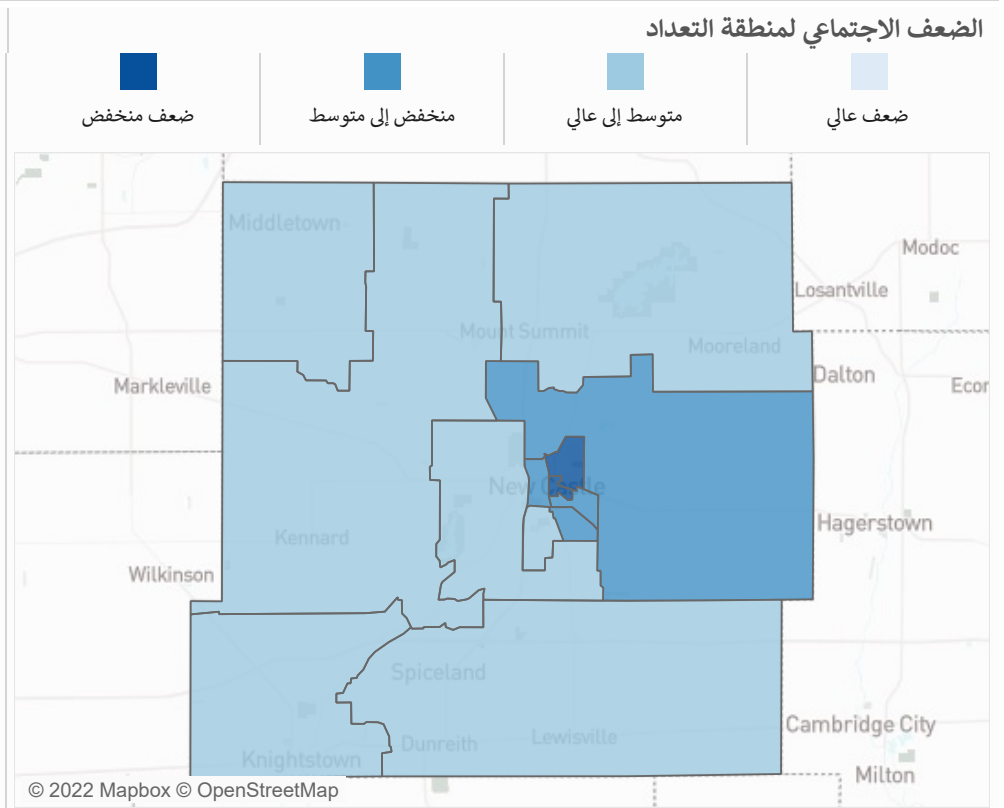 الضعف الاجتماعي لمنطقة التعداد
ضعف عالي
متوسط إلى عالي
منخفض إلى متوسط
ضعف منخفض
Middletown
Modoc
Losantville
Mount Summit
Mooreland
Markleville
Dalton
Econ
New Castle
Hagerstown
Kennard
Wilkinson
Spiceland
Cambridge City
Lewisville
Dunreith
Knightstown
Milton
© 2022 Mapbox © OpenStreetMap